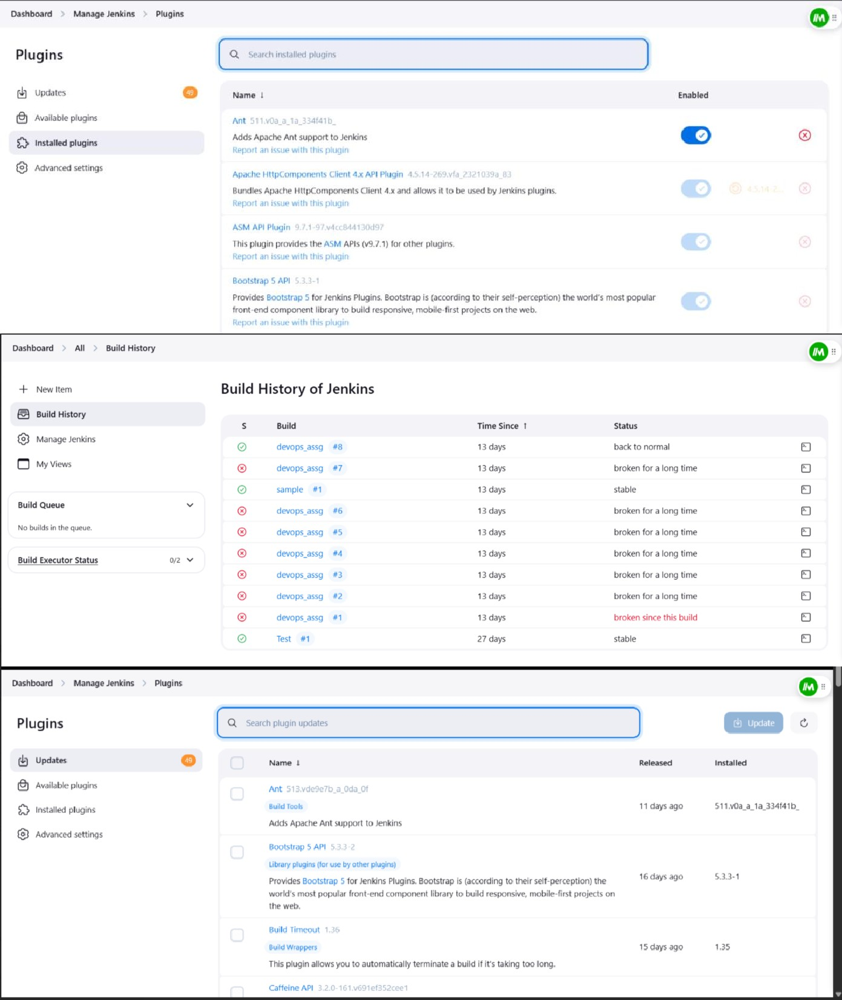 Dashboard > Manage Jenkins > Plugins
Plugins
Search installed plugins
Updates 49
Available plugins
Installed plugins
Advanced settings
Name ↓ Enabled
Ant 511.v0a_a_1a_334f41b_
Adds Apache Ant support to Jenkins
Report an issue with this plugin
Apache HttpComponents Client 4.x API Plugin 4.5.14-269.vfa_2321039a_83
Bundles Apache HttpComponents Client 4.x and allows it to be used by Jenkins plugins. 4.5.14-2...
Report an issue with this plugin
ASM API Plugin 9.7.1-97.v4cc844130d97
This plugin provides the ASM APIs (v9.7.1) for other plugins.
Report an issue with this plugin
Bootstrap 5 API 5.3.3-1
Provides Bootstrap 5 for Jenkins Plugins. Bootstrap is (according to their self-perception) the world's most popular
front-end component library to build responsive, mobile-first projects on the web.
Report an issue with this plugin
Dashboard > All > Build History
New Item
Build History
Manage Jenkins
My Views
Build Queue
No builds in the queue.
Build Executor Status 0/2
Build History of Jenkins
S Build Time Since ↑ Status
devops_assg #8 13 days back to normal
devops_assg #7 13 days broken for a long time
sample #1 13 days stable
devops_assg #6 13 days broken for a long time
devops_assg #5 13 days broken for a long time
devops_assg #4 13 days broken for a long time
devops_assg #3 13 days broken for a long time
devops_assg #2 13 days broken for a long time
devops_assg #1 13 days broken since this build
Test #1 27 days stable
Dashboard > Manage Jenkins > Plugins
Plugins
Search plugin updates
Update
Updates 49
Available plugins
Installed plugins
Advanced settings
Name ↓ Released Installed
Ant 513.vde9e7b_a_0da_0f
Build Tools
11 days ago 511.v0a_a_1a_334f41b_
Adds Apache Ant support to Jenkins
Bootstrap 5 API 5.3.3-2
Library plugins (for use by other plugins)
16 days ago 5.3.3-1
Provides Bootstrap 5 for Jenkins Plugins. Bootstrap is (according to their self-perception) the
world's most popular front-end component library to build responsive, mobile-first projects on
the web.
Build Timeout 1.36
Build Wrappers
15 days ago 1.35
This plugin allows you to automatically terminate a build if it's taking too long.
Caffeine API 3.2.0-161.v691ef352cee1